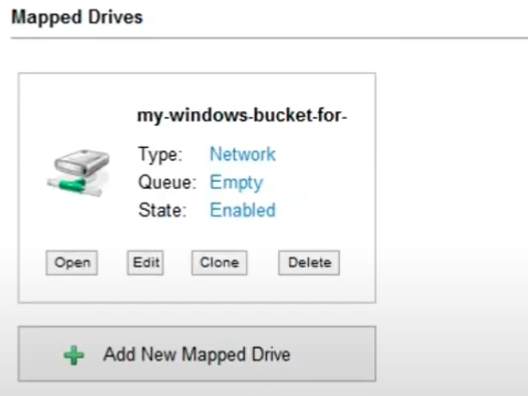 Mapped Drives
my-windows-bucket-for-
Type: Network
Queue: Empty
State: Enabled
Open Edit Clone Delete
Add New Mapped Drive